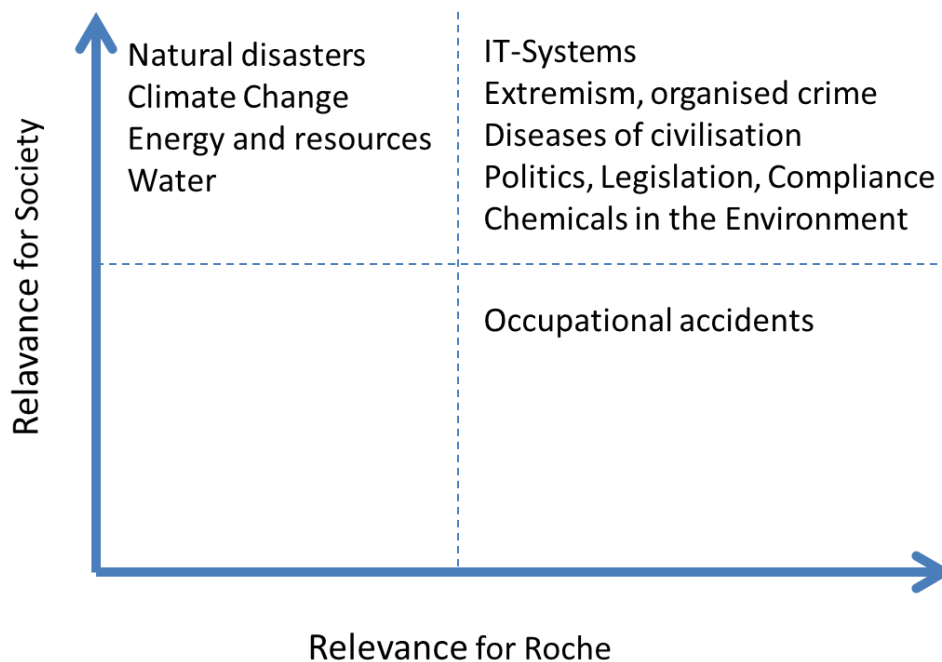 Natural disasters
Climate Change
Energy and resources
Water
IT-Systems
Extremism, organised crime
Diseases of civilisation
Politics, Legislation, Compliance
Chemicals in the Environment
Occupational accidents
Relavance for Society
Relevance for Roche